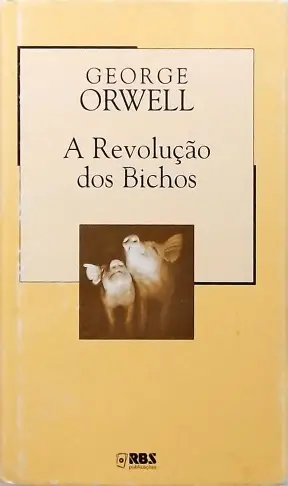 GEORGE
ORWELL
A Revolução
dos Bichos
RBS
publicações